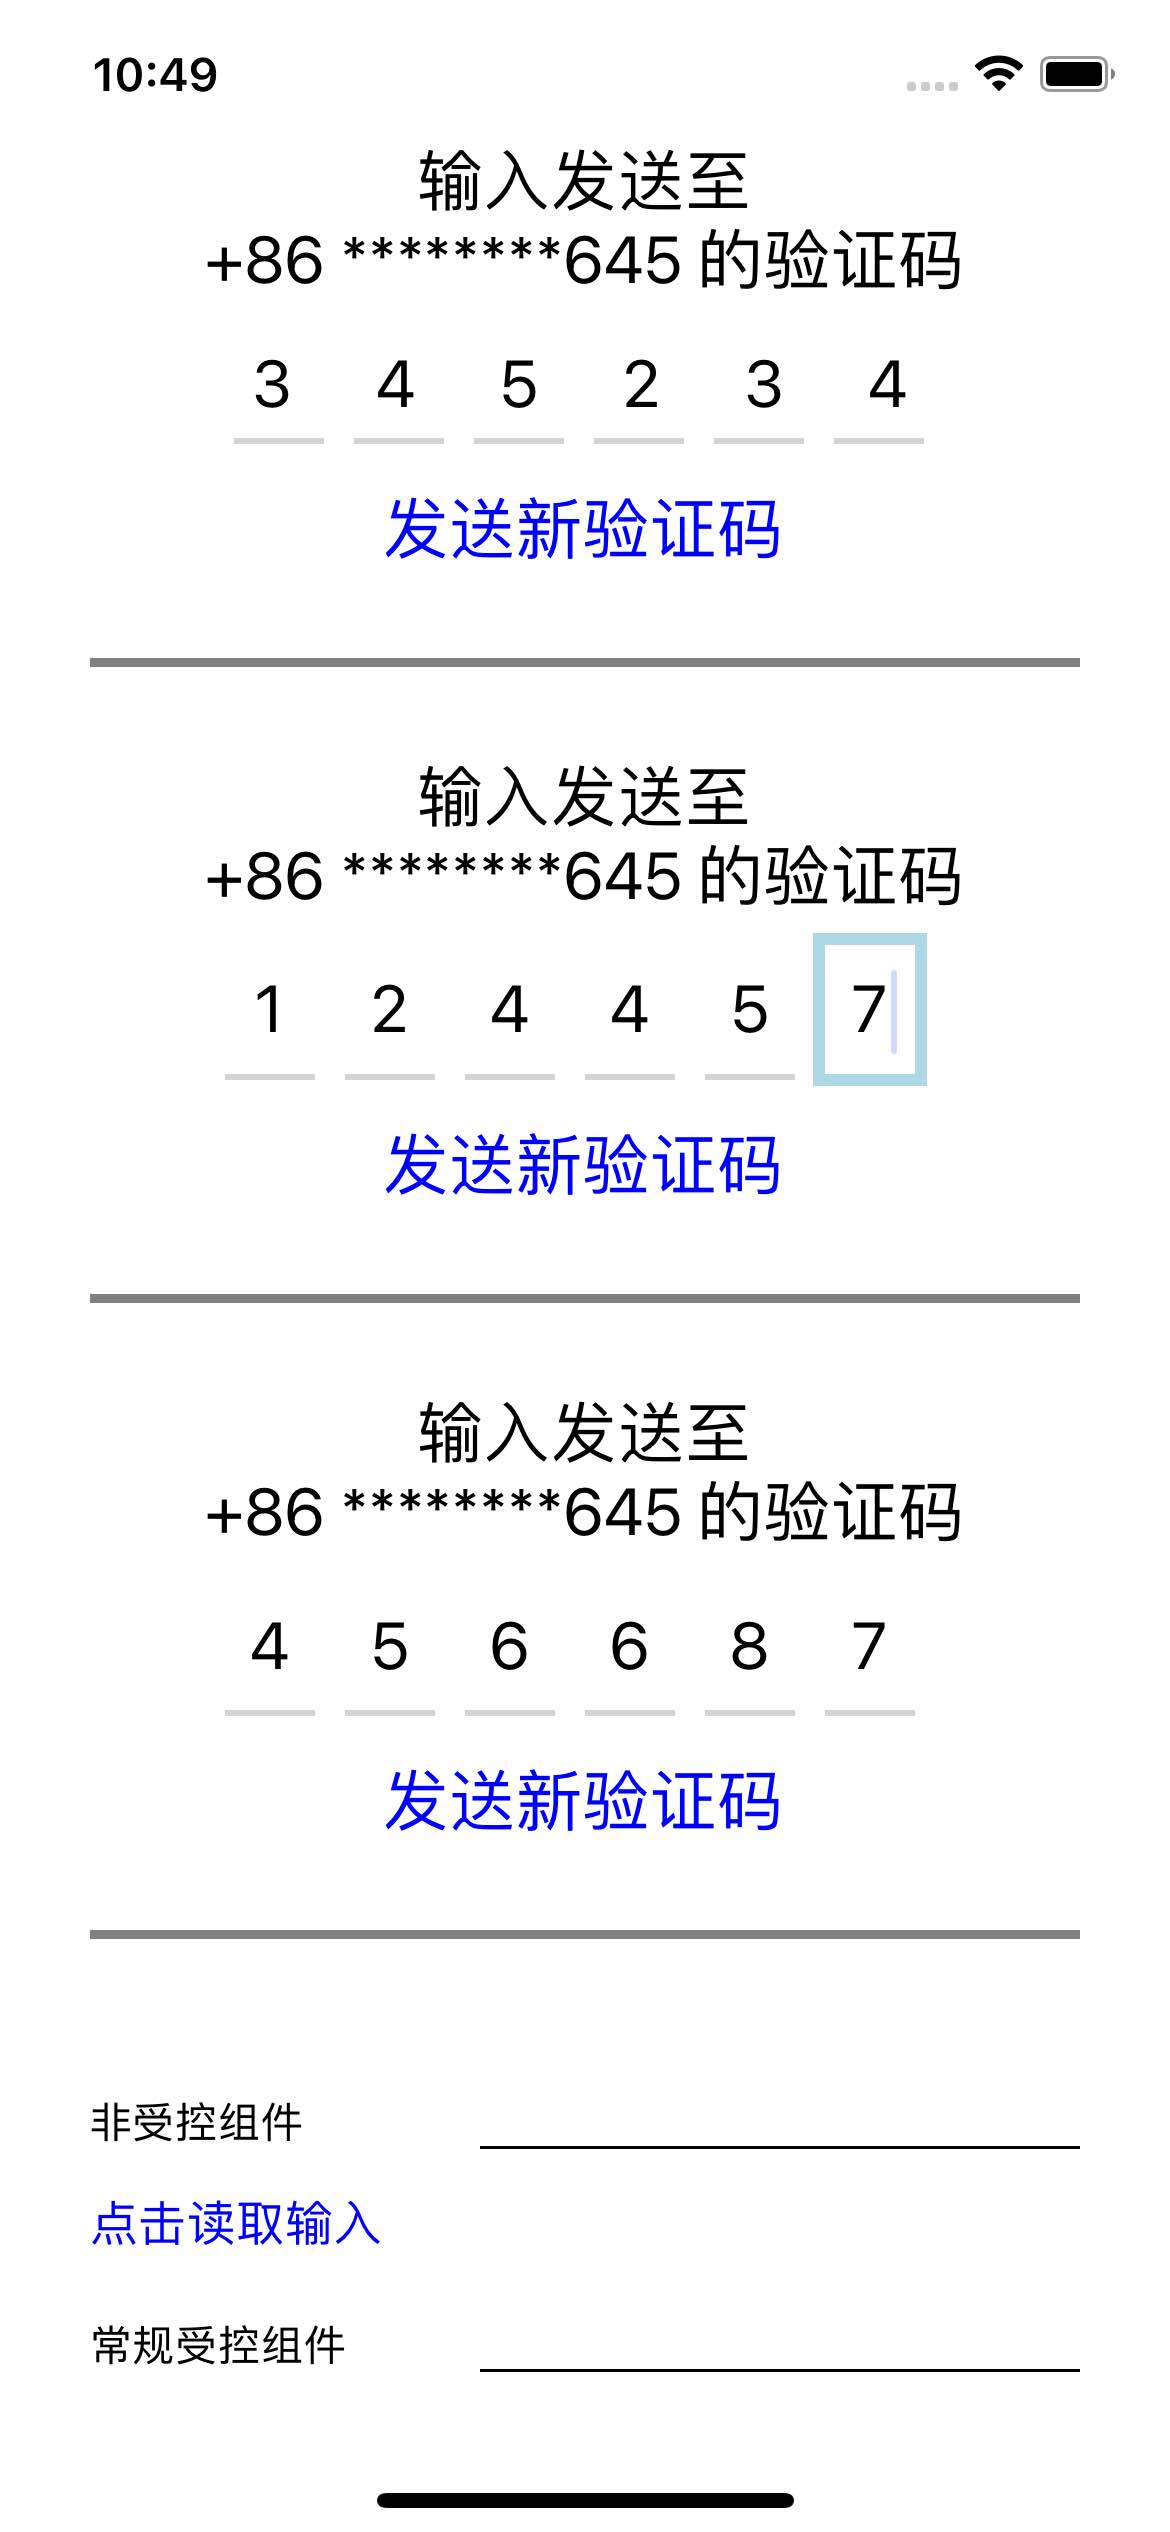 10:49
输入发送至
+86 ********645 的验证码
3 4 5 2 3 4
发送新验证码
输入发送至
+86 ********645 的验证码
1 2 4 4 5 7
发送新验证码
输入发送至
+86 ********645 的验证码
4 5 6 6 8 7
发送新验证码
非受控组件
点击读取输入
常规受控组件